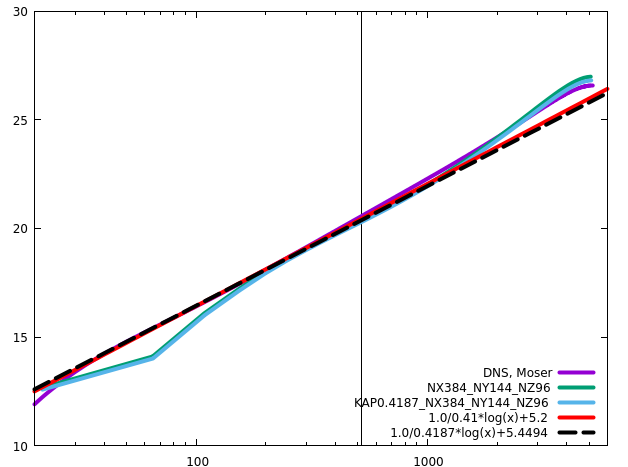 30
25
20
15
10
DNS, Moser
NX384_NY144_NZ96
KAP0.4187_NX384_NY144_NZ96
1.0/0.41*log(x)+5.2
1.0/0.4187*log(x)+5.4494
100
1000